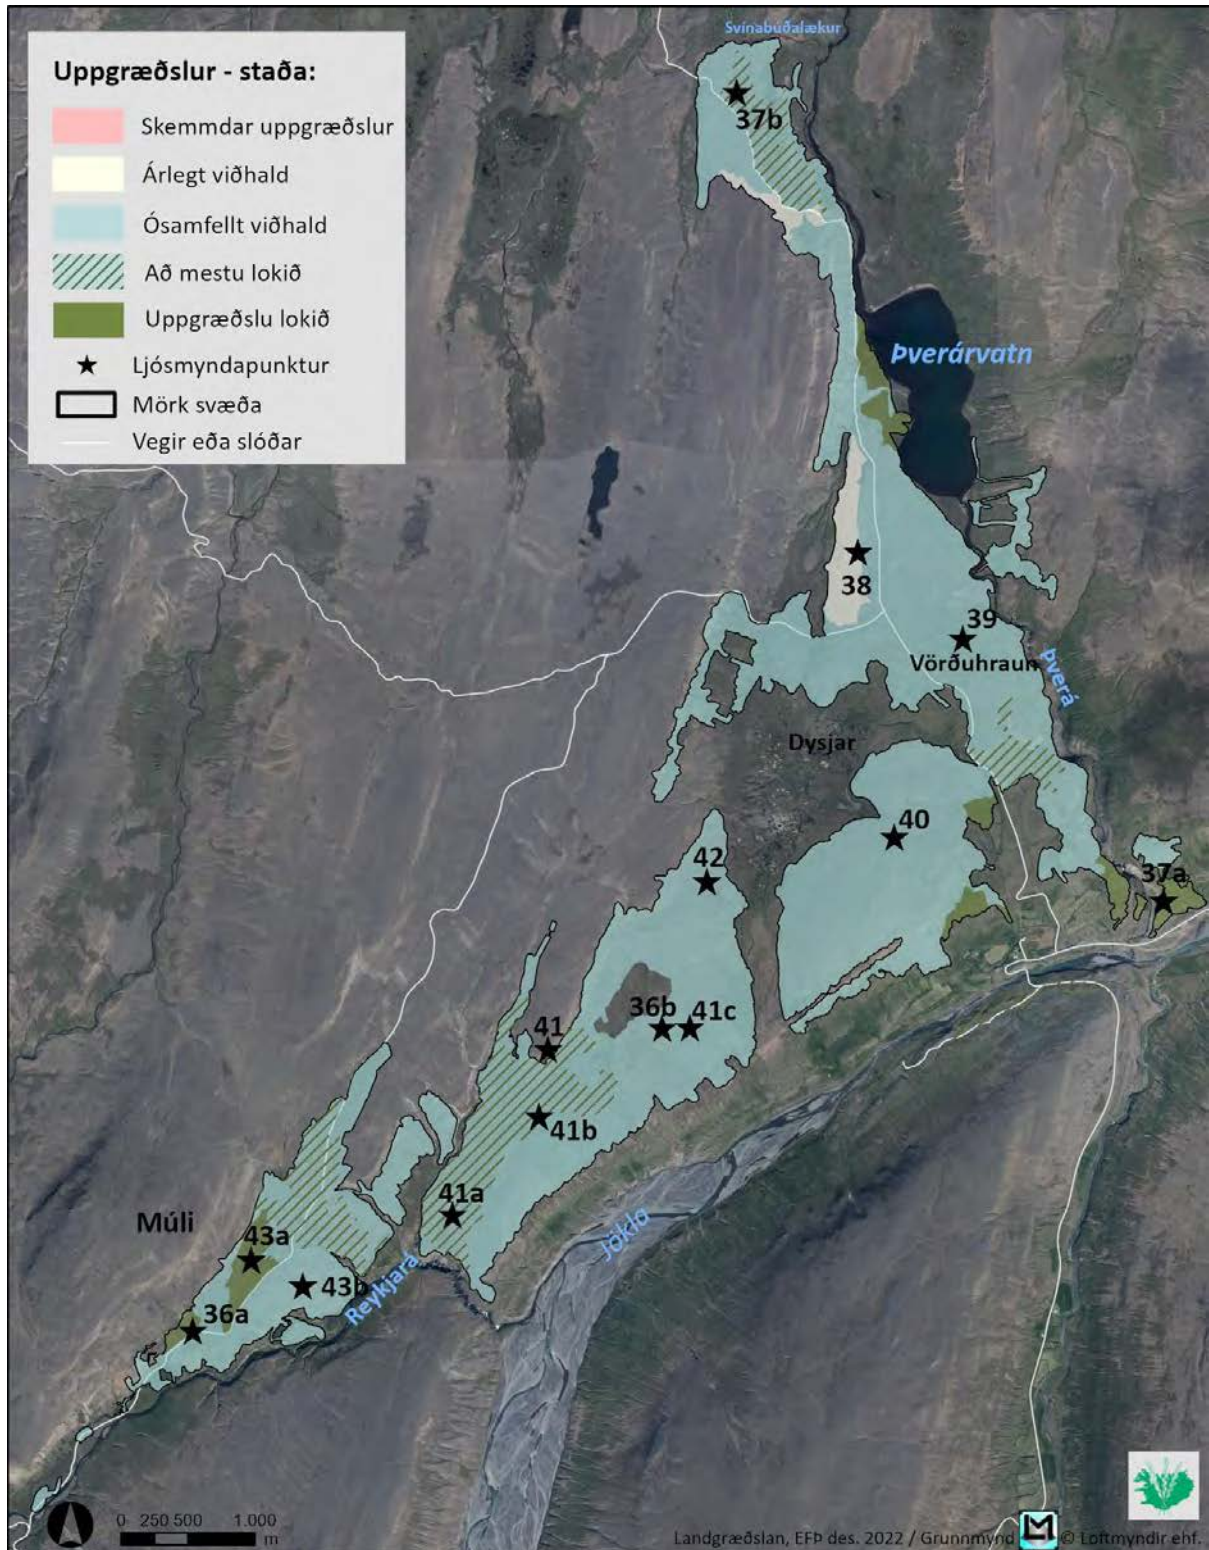 Svínabúðalækur
Uppgræðslur - staða:
Skemmdar uppgræðslur
Árlegt viðhald
Ósamfellt viðhald
Að mestu lokið
Uppgræðslu lokið
Ljósmyndapunktur
Mörk svæða
Vegir eða slóðar
37b
Þverárvatn
38
39
Vörðuhraun
Þverá
Dysjar
40
42
37a
36b
41c
41
41b
41a
Jökla
Múli
43a
43b
Reykjará
36a
0 250 500 1.000
m
Landgræðslan, EFÞ des. 2022 / Grunnmynd LM © Loftmyndir ehf.